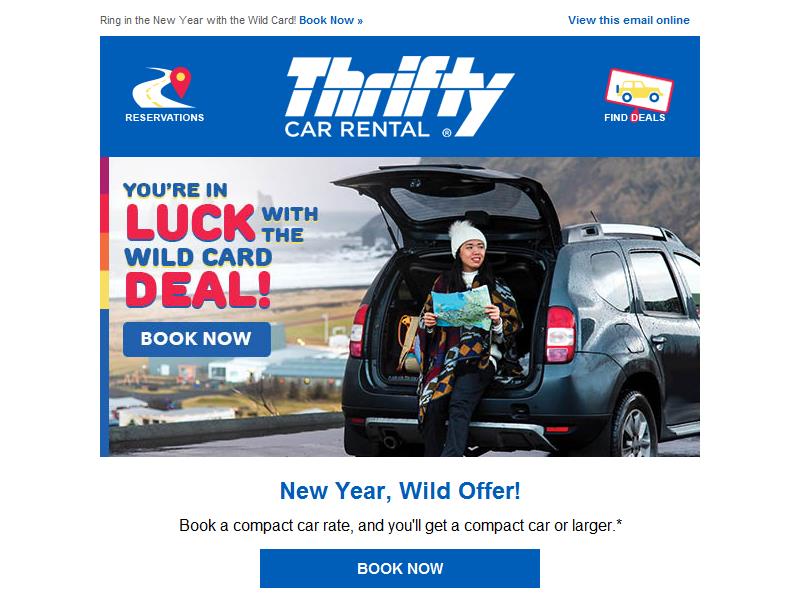 Ring in the New Year with the Wild Card! Book Now »
View this email online
RESERVATIONS
Thrifty
CAR RENTAL ®
FIND DEALS
YOU'RE IN
LUCK WITH THE
WILD CARD
DEAL!
BOOK NOW
New Year, Wild Offer!
Book a compact car rate, and you'll get a compact car or larger.*
BOOK NOW